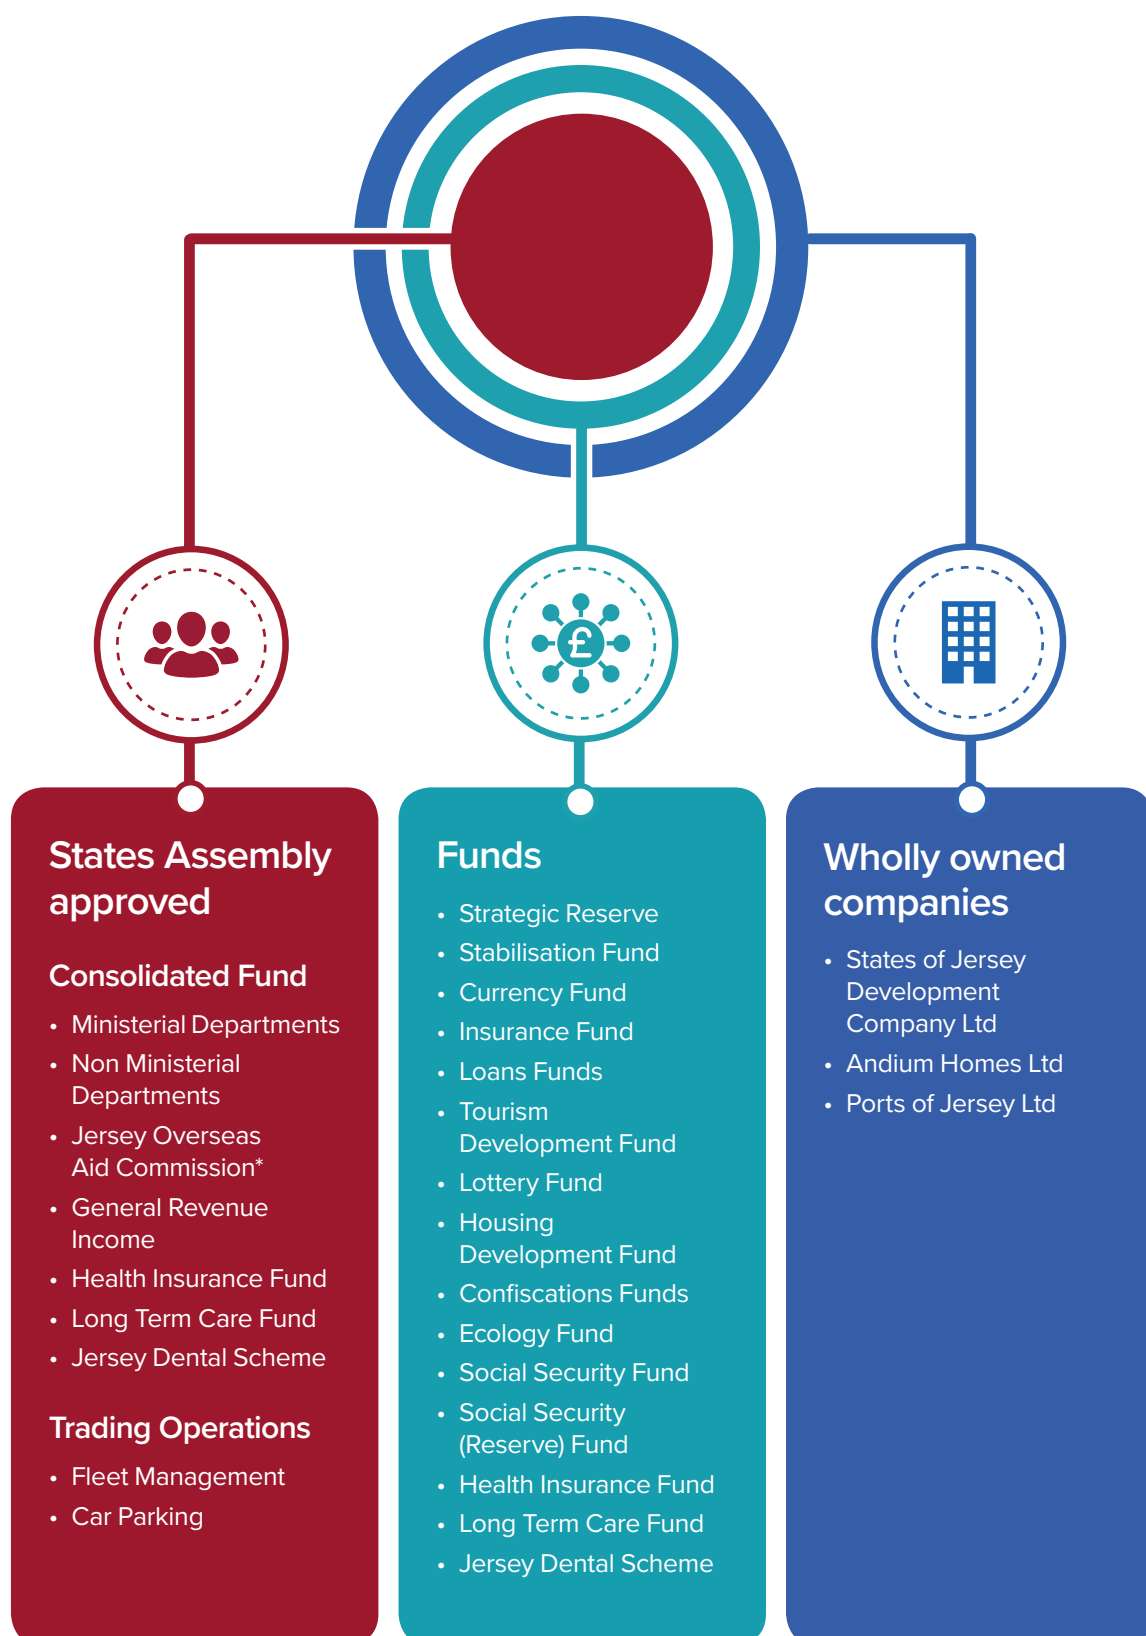 States Assembly
approved
Consolidated Fund
• Ministerial Departments
• Non Ministerial
Departments
• Jersey Overseas
Aid Commission*
• General Revenue
Income
• Health Insurance Fund
• Long Term Care Fund
• Jersey Dental Scheme
Trading Operations
• Fleet Management
• Car Parking
£
Funds
• Strategic Reserve
• Stabilisation Fund
• Currency Fund
• Insurance Fund
• Loans Funds
• Tourism
Development Fund
• Lottery Fund
• Housing
Development Fund
• Confiscations Funds
• Ecology Fund
• Social Security Fund
• Social Security
(Reserve) Fund
• Health Insurance Fund
• Long Term Care Fund
• Jersey Dental Scheme
Wholly owned
companies
• States of Jersey
Development
Company Ltd
• Andium Homes Ltd
• Ports of Jersey Ltd